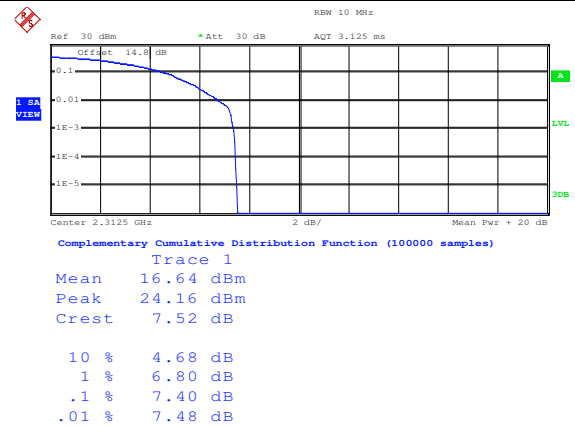 R S
RBW 10 MHz
Ref 30 dBm *Att 30 dB AQT 3.125 ms
Offset 14.8 dB
0.1
A
1 SA
VIEW
0.01
LVL
1E-3
1E-4
1E-5
3DB
Center 2.3125 GHz 2 dB/ Mean Pwr + 20 dB
Complementary Cumulative Distribution Function (100000 samples)
Trace 1
Mean 16.64 dBm
Peak 24.16 dBm
Crest 7.52 dB
10 % 4.68 dB
1 % 6.80 dB
.1 % 7.40 dB
.01 % 7.48 dB